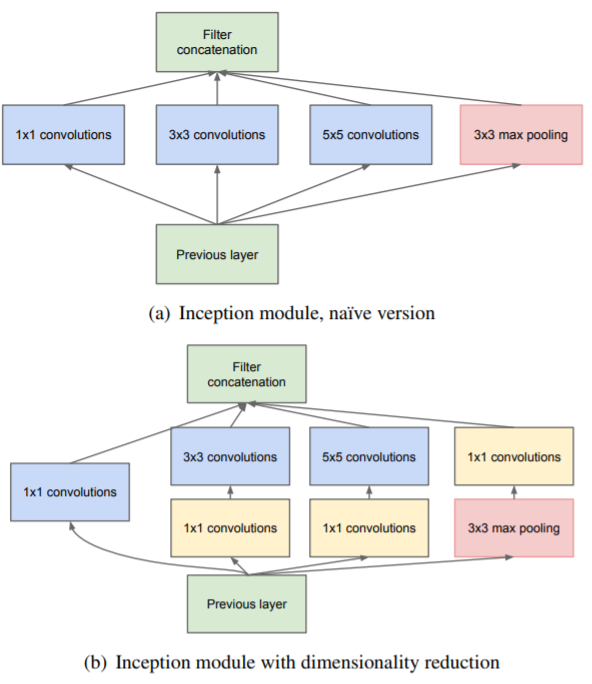 Filter
concatenation
1x1 convolutions
3x3 convolutions
5x5 convolutions
3x3 max pooling
Previous layer
(a) Inception module, naïve version
Filter
concatenation
3x3 convolutions
5x5 convolutions
1x1 convolutions
1x1 convolutions
1x1 convolutions
1x1 convolutions
3x3 max pooling
Previous layer
(b) Inception module with dimensionality reduction